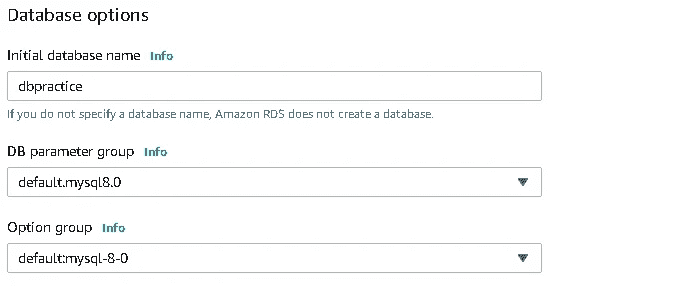 Database options
Initial database name Info
dbpractice
If you do not specify a database name, Amazon RDS does not create a database.
DB parameter group Info
default.mysql8.0
Option group Info
default:mysql-8-0